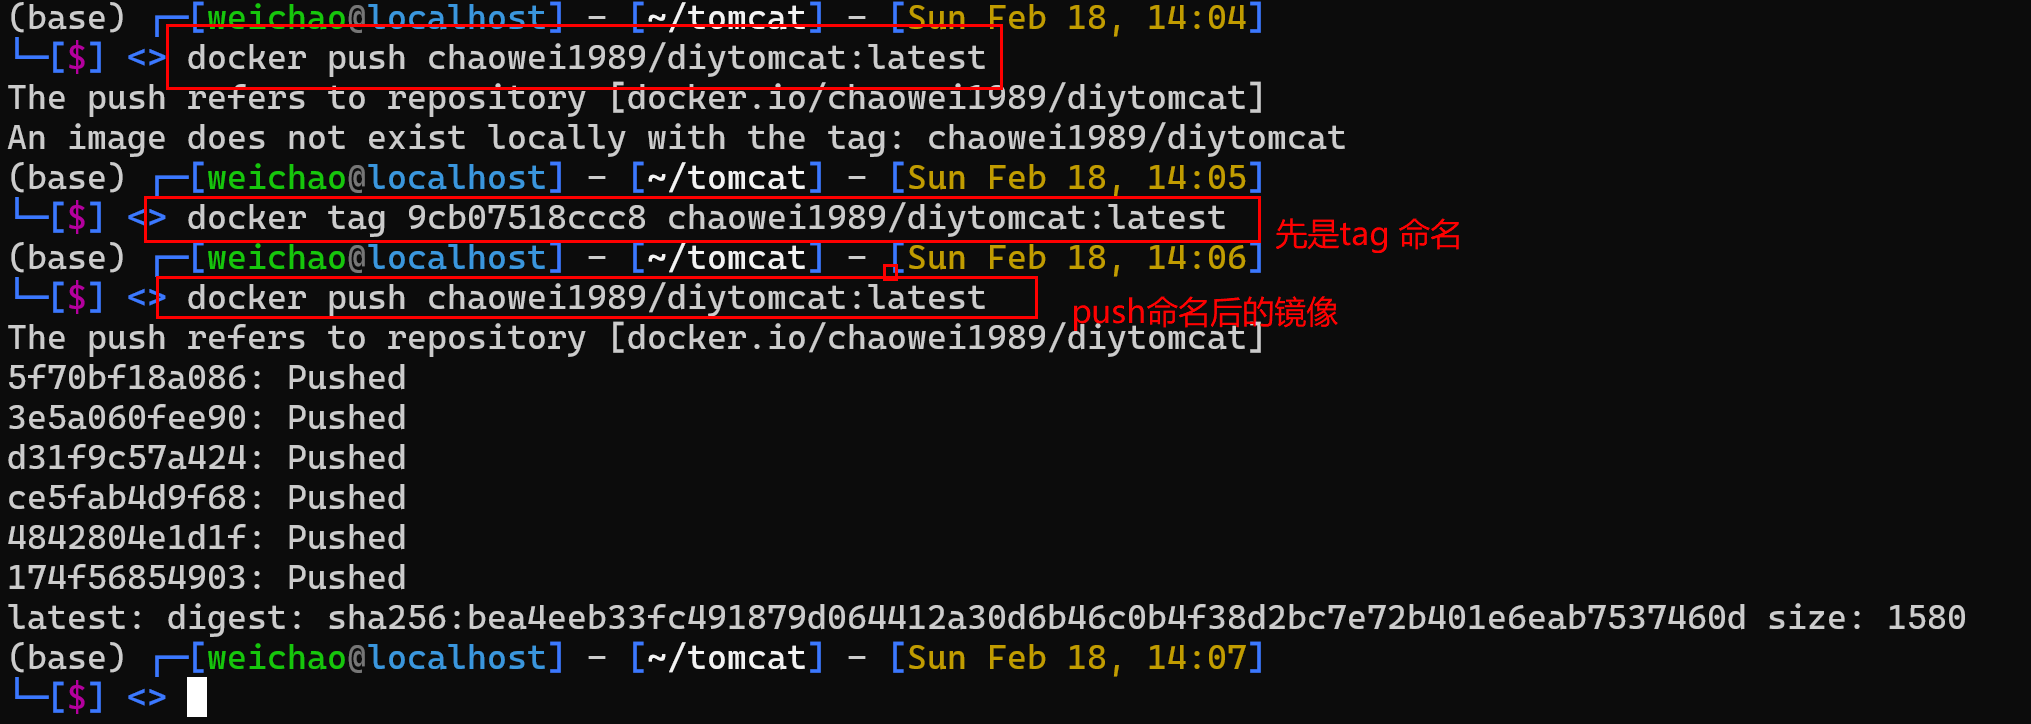 (base) ┌─[weichao@localhost] - [~/tomcat] - [Sun Feb 18, 14:04]
└─[$] <> docker push chaowei1989/diytomcat:latest
The push refers to repository [docker.io/chaowei1989/diytomcat]
An image does not exist locally with the tag: chaowei1989/diytomcat
(base) ┌─[weichao@localhost] - [~/tomcat] - [Sun Feb 18, 14:05]
└─[$] <> docker tag 9cb07518ccc8 chaowei1989/diytomcat:latest 先是tag 命名
(base) ┌─[weichao@localhost] - [~/tomcat] - [Sun Feb 18, 14:06]
└─[$] <> docker push chaowei1989/diytomcat:latest push命名后的镜像
The push refers to repository [docker.io/chaowei1989/diytomcat]
5f70bf18a086: Pushed
3e5a060fee90: Pushed
d31f9c57a424: Pushed
ce5fab4d9f68: Pushed
4842804e1d1f: Pushed
174f56854903: Pushed
latest: digest: sha256:bea4eeb33fc491879d064412a30d6b46c0b4f38d2bc7e72b401e6eab7537460d size: 1580
(base) ┌─[weichao@localhost] - [~/tomcat] - [Sun Feb 18, 14:07]
└─[$] <>